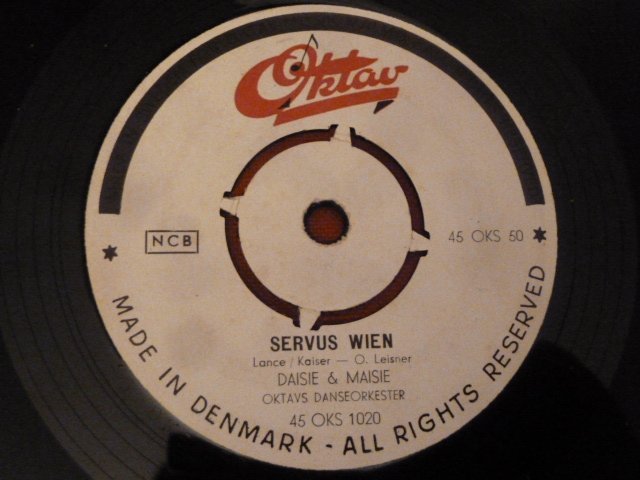 Oktav
NCB
45 OKS 50
SERVUS WIEN
Lance / Kaiser — O. Leisner
DAISIE & MAISIE
OKTAVS DANSEORKESTER
45 OKS 1020
MADE IN DENMARK - ALL RIGHTS RESERVED